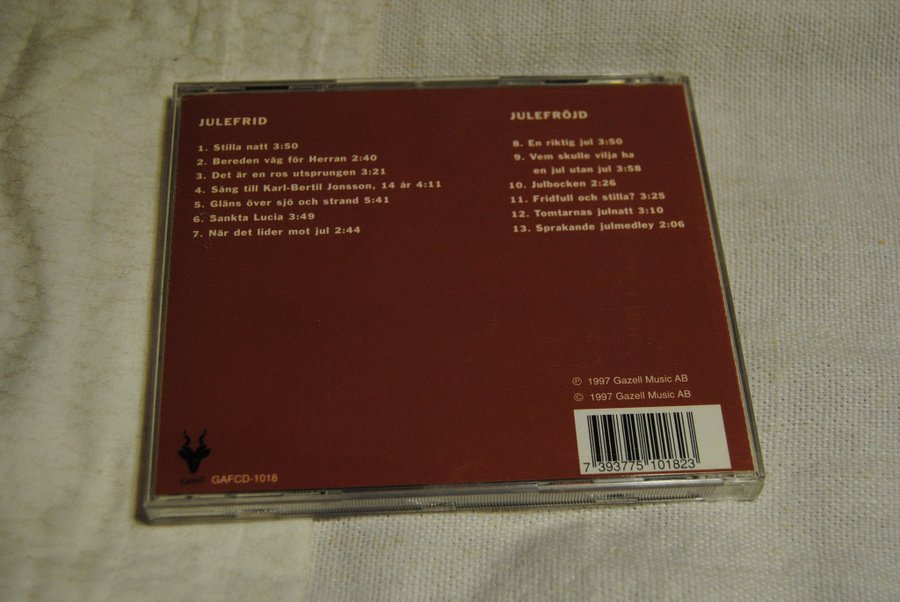 JULEFRID
1. Stilla natt 3:50
2. Bereden väg för Herran 2:40
3. Det är en ros utsprungen 3:21
4. Sång till Karl-Bertil Jonsson, 14 år 4:11
5. Gläns över sjö och strand 5:41
6. Sankta Lucia 3:49
7. När det lider mot jul 2:44
JULEFRÖJD
8. En riktig jul 3:50
9. Vem skulle vilja ha
en jul utan jul 3:58
10. Julbocken 2:26
11. Fridfull och stilla? 3:25
12. Tomtarnas julnatt 3:10
13. Sprakande julmedley 2:06
℗ 1997 Gazell Music AB
© 1997 Gazell Music AB
7 393775 101823
Gazell
GAFCD-1018